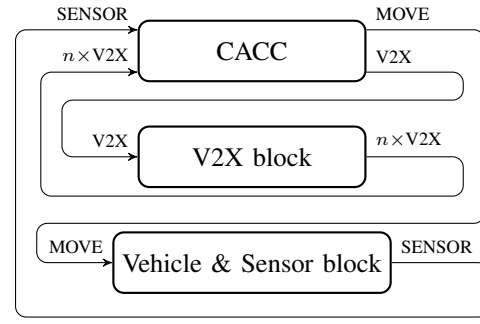 SENSOR
MOVE
CACC
n×V2X
V2X
V2X
V2X block
n×V2X
MOVE
Vehicle & Sensor block
SENSOR